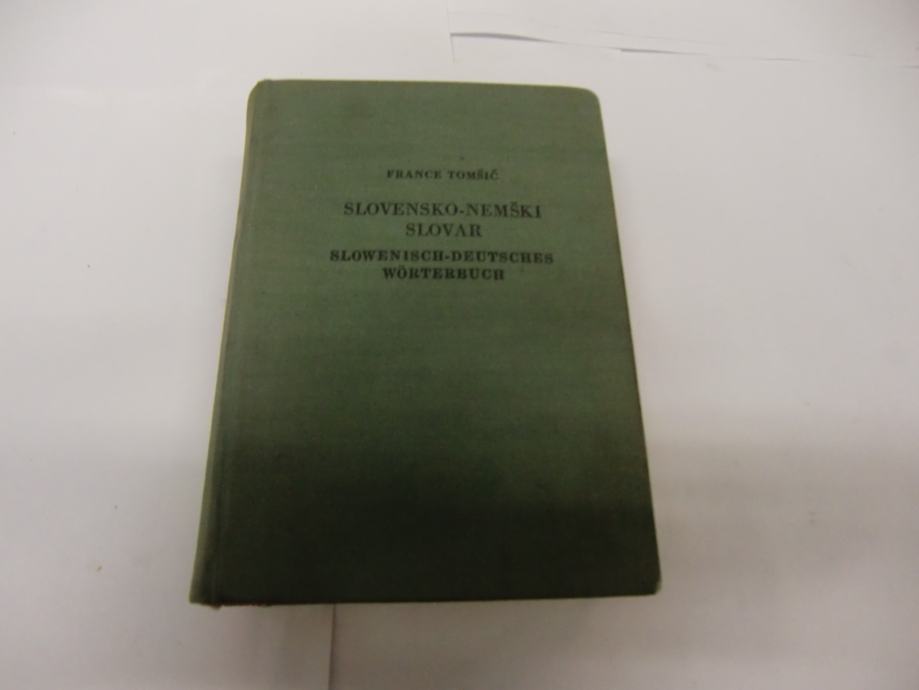 FRANCE TOMŠIČ
SLOVENSKO-NEMŠKI
SLOVAR
SLOWENISCH-DEUTSCHES
WÖRTERBUCH